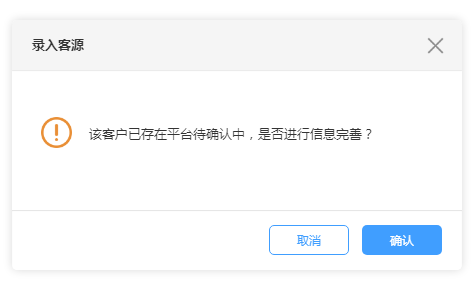 录入客源
该客户已存在平台待确认中，是否进行信息完善？
取消
确认